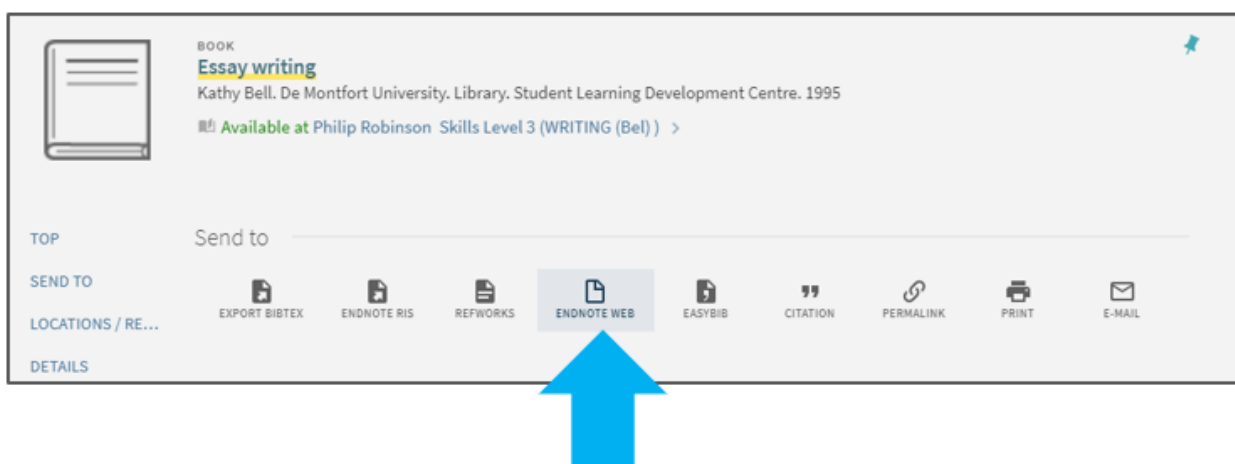 BOOK
Essay writing
Kathy Bell. De Montfort University. Library. Student Learning Development Centre. 1995
Available at Philip Robinson Skills Level 3 (WRITING (Bel) ) >
TOP
SEND TO
LOCATIONS / RE...
DETAILS
Send to
EXPORT BIBTEX
ENDNOTE RIS
REFWORKS
ENDNOTE WEB
EASYBIB
CITATION
PERMALINK
PRINT
E-MAIL